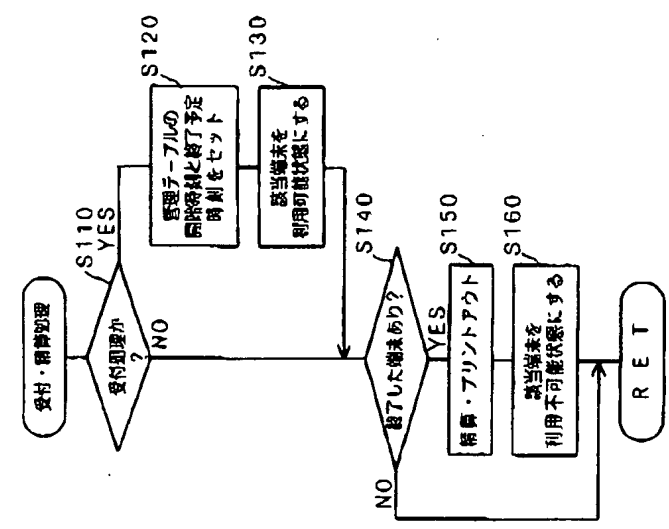 受付・精算処理
S110
受付処理か
?
YES
NO
S120
管理テーブルの
開始時刻と終了予定
時刻をセット
S130
該当端末を
利用可能状態にする
S140
終了した端末あり?
YES
NO
S150
精算・プリントアウト
S160
該当端末を
利用不可能状態にする
RET